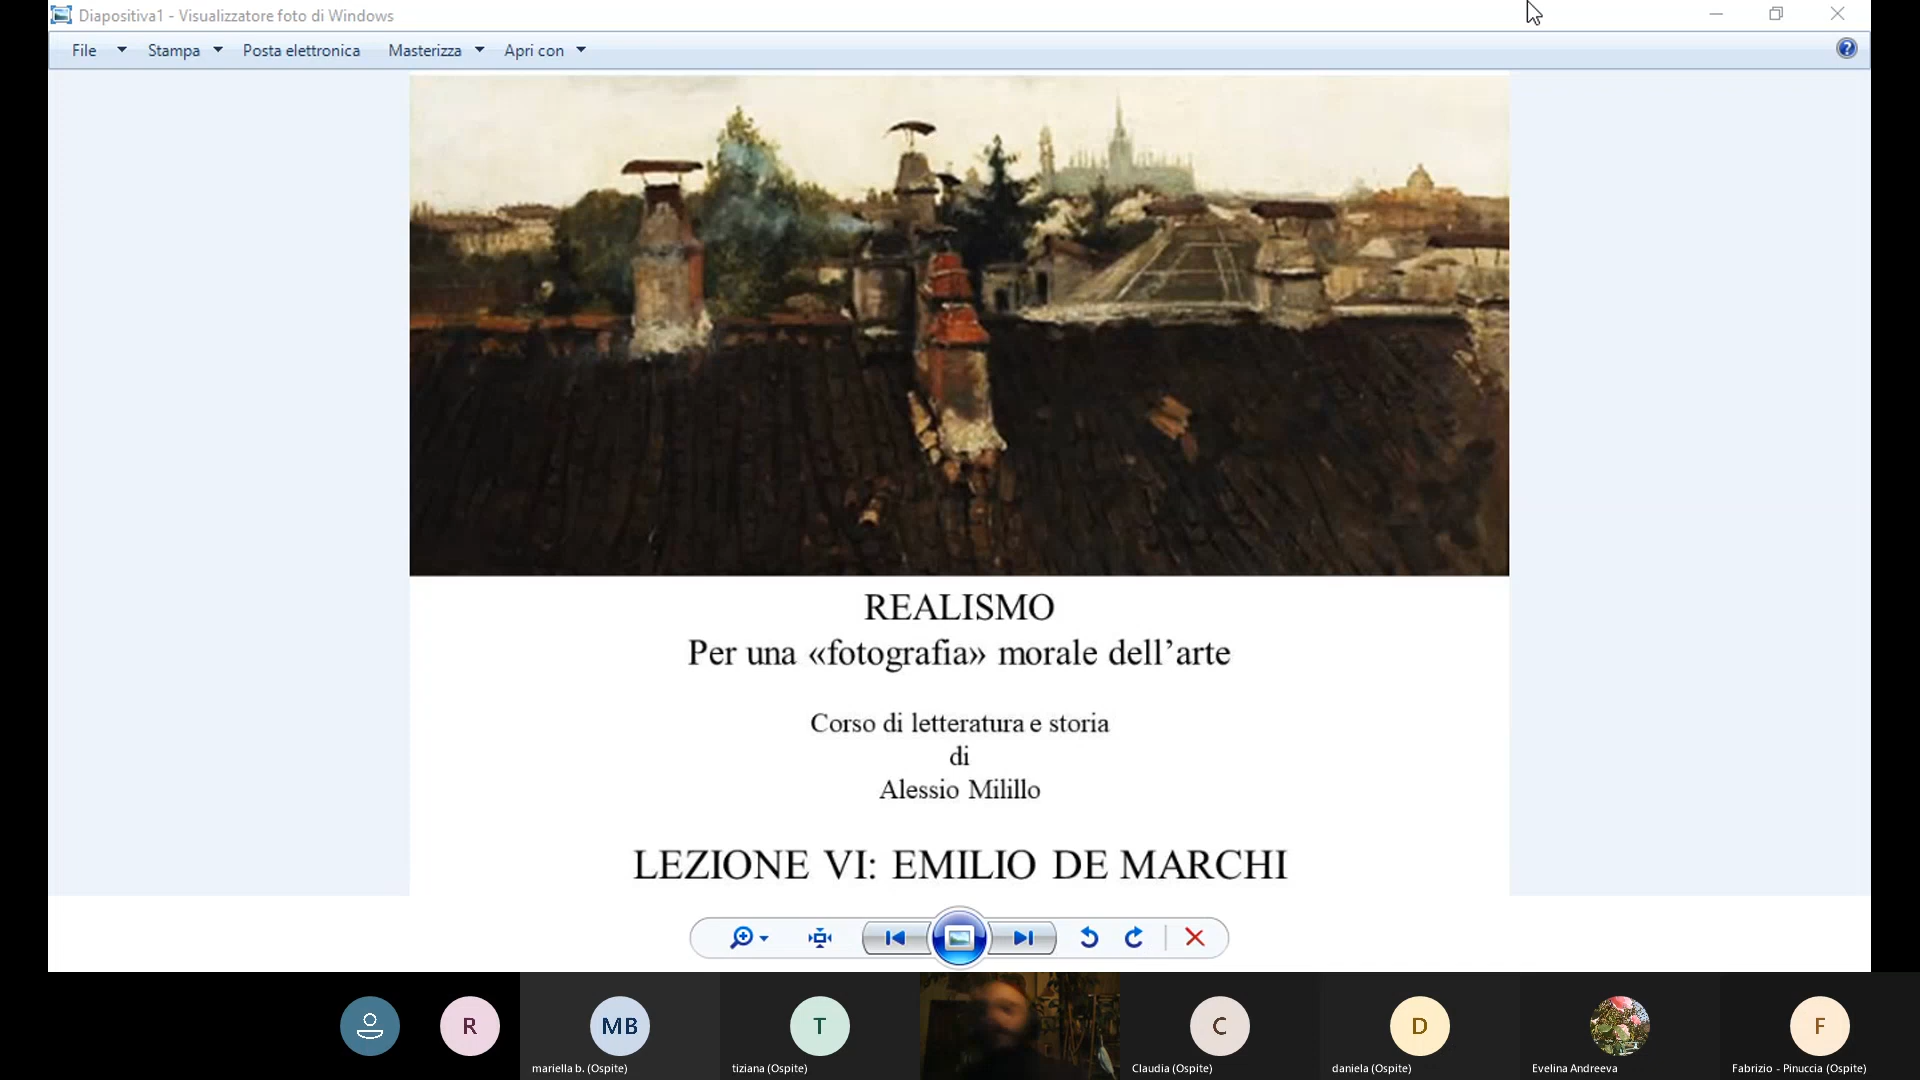 Diapositiva1 - Visualizzatore foto di Windows
File Stampa Posta elettronica Masterizza Apri con
REALISMO
Per una «fotografia» morale dell’arte
Corso di letteratura e storia
di
Alessio Milillo
LEZIONE VI: EMILIO DE MARCHI
R MB T C D F
mariella b. (Ospite) tiziana (Ospite) Claudia (Ospite) daniela (Ospite) Evelina Andreeva Fabrizio - Pinuccia (Ospite)